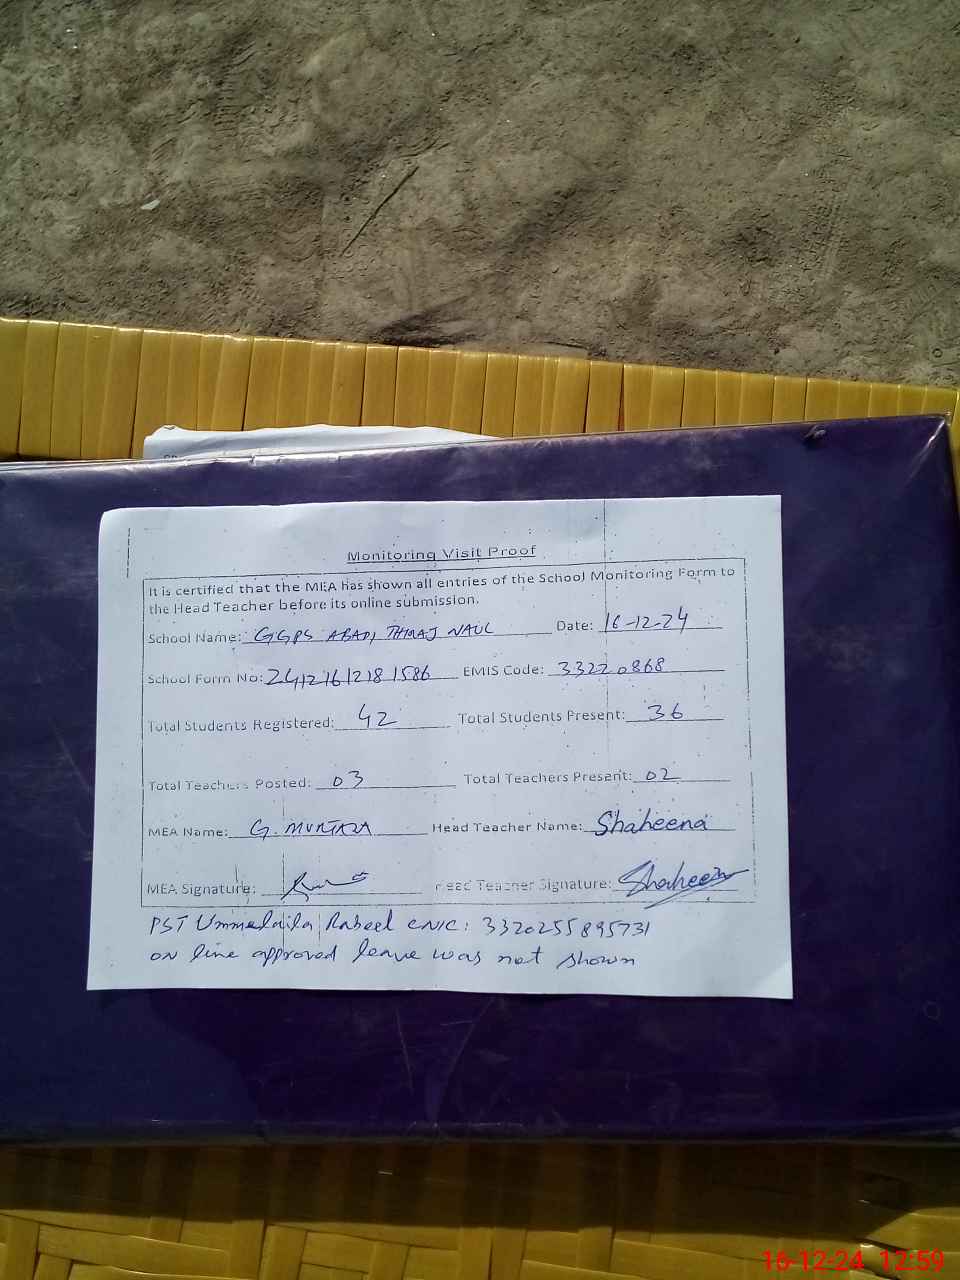 Monitoring Visit Proof
It is certified that the MEA has shown all entries of the School Monitoring Form to
the Head Teacher before its online submission.
School Name: GGPS ABADI THRAJ NAUL Date: 16-12-24
School Form No: 24121612181586 EMIS Code: 33220868
Total Students Registered: 42 Total Students Present: 36
Total Teachers Posted: 03 Total Teachers Present: 02
MEA Name: G. MURTAZA Head Teacher Name: Shaheena
MEA Signature: Head Teacher Signature: Shaheen
PST Ummelaila Rabeel CNIC: 3320255895731
on line approved leave was not shown
16-12-24 12:59